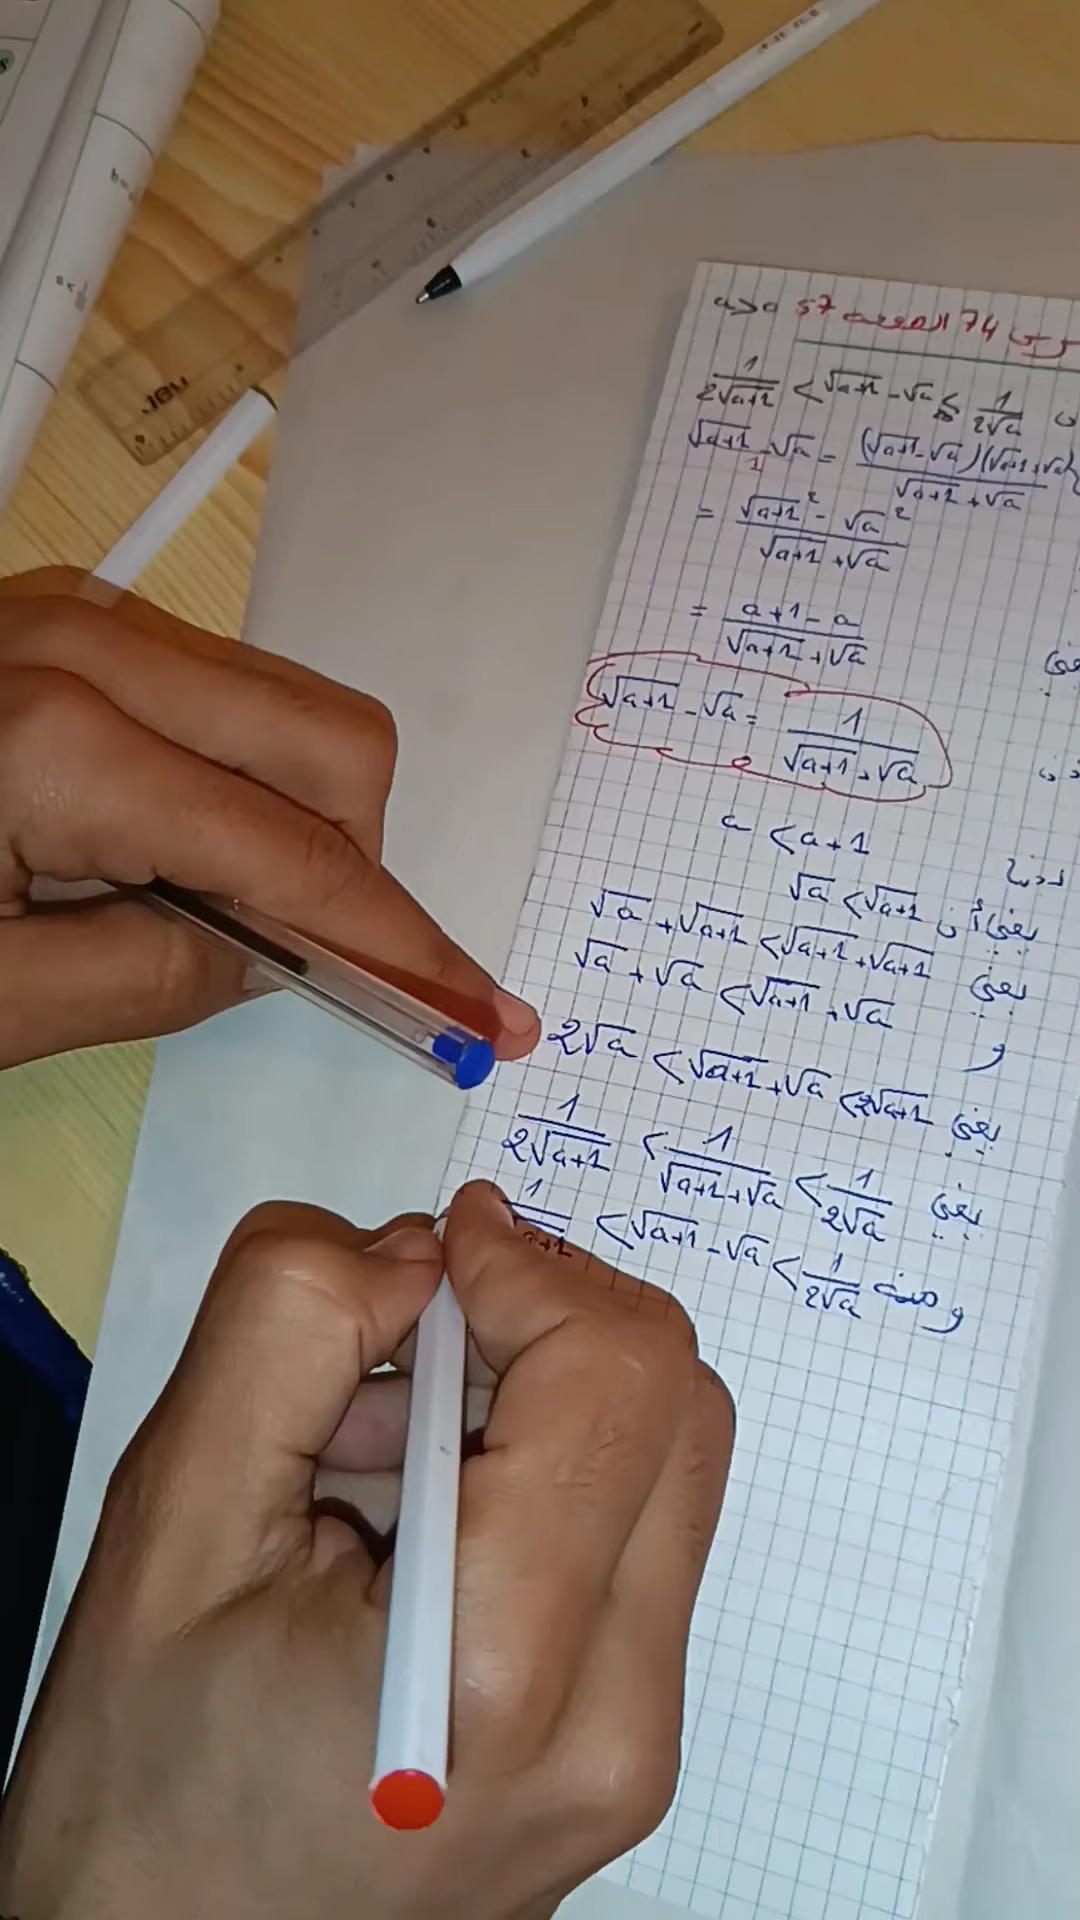 a>0 57 الصفحة 74
1/(2√(a+1)) < √(a+1) - √a ≤ 1/(2√a)
√(a+1) - √a / 1 = (√(a+1) - √a)(√(a+1) + √a) / (√(a+1) + √a)
= (√(a+1)² - √a²) / (√(a+1) + √a)
= (a+1-a) / (√(a+1) + √a)
√(a+1) - √a = 1 / (√(a+1) + √a)
a < a+1
لدينا
يعني أن √a < √(a+1)
يعني √a + √(a+1) < √(a+1) + √(a+1)
و √a + √a < √(a+1) + √a
يعني 2√a < √(a+1) + √a < 2√(a+1)
يعني 1/(2√(a+1)) < 1/(√(a+1) + √a) < 1/(2√a)
ومنه < √(a+1) - √a < 1/(2√a)